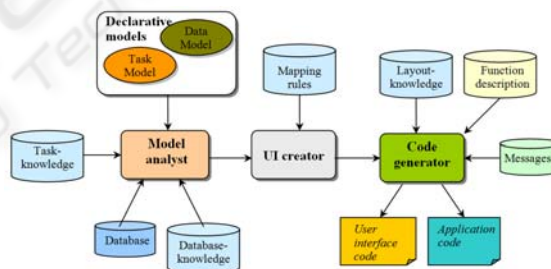 Declarative
models
Data
Model
Task
Model
Mapping
rules
Layout-
knowledge
Function
description
Task-
knowledge
Model
analyst
UI creator
Code
generator
Messages
Database
Database-
knowledge
User
interface
code
Application
code